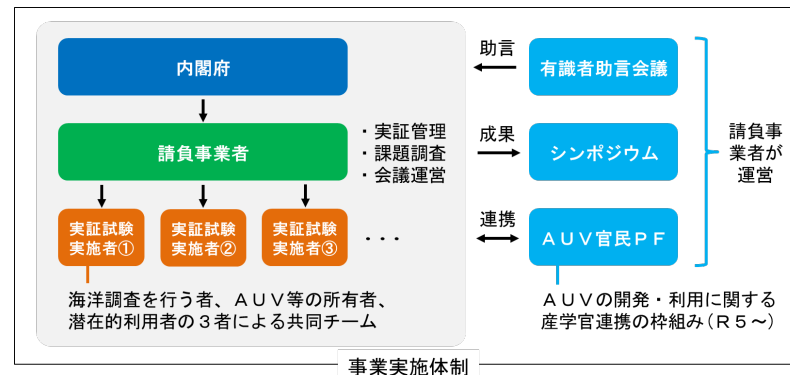 内閣府
請負事業者
・実証管理
・課題調査
・会議運営
実証試験
実施者①
実証試験
実施者②
実証試験
実施者③
・・・
海洋調査を行う者、ＡＵＶ等の所有者、
潜在的利用者の３者による共同チーム
助言
有識者助言会議
成果
シンポジウム
連携
ＡＵＶ官民ＰＦ
請負事
業者が
運営
ＡＵＶの開発・利用に関する
産学官連携の枠組み（Ｒ５～）
事業実施体制